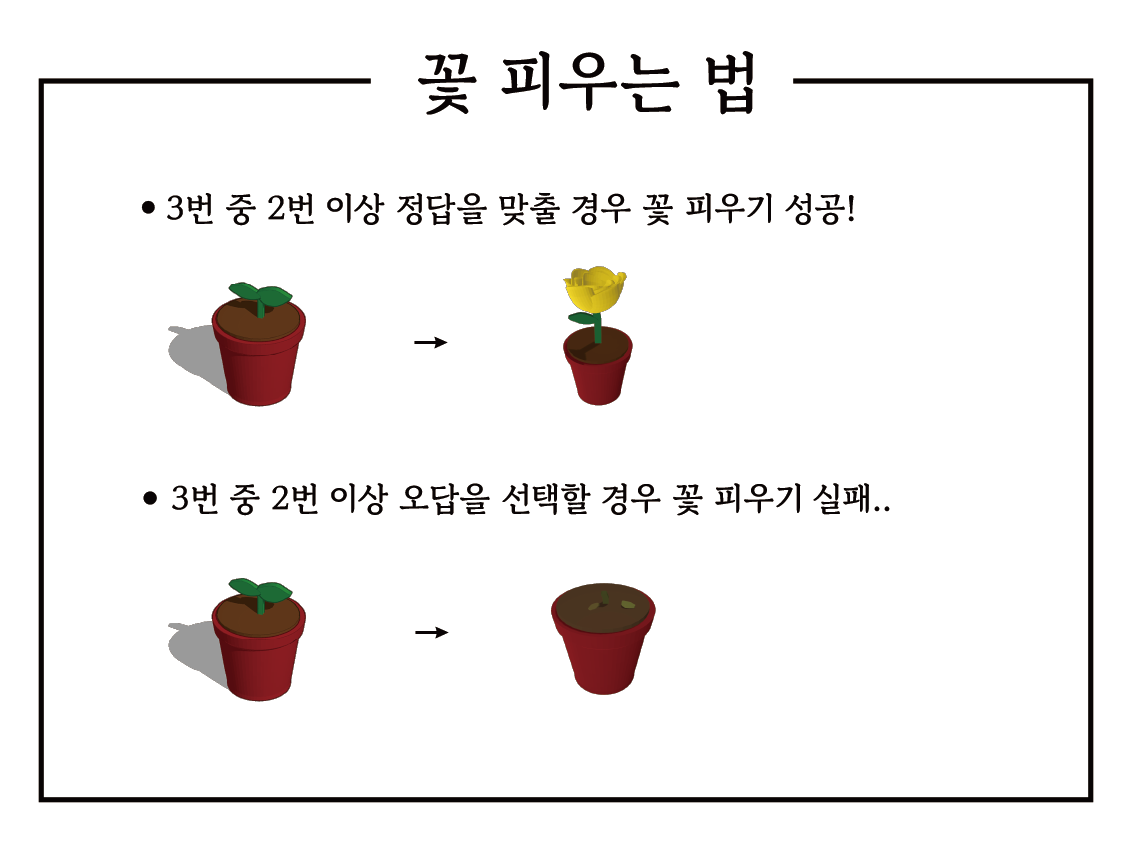 꽃 피우는 법
• 3번 중 2번 이상 정답을 맞출 경우 꽃 피우기 성공!
→
• 3번 중 2번 이상 오답을 선택할 경우 꽃 피우기 실패..
→